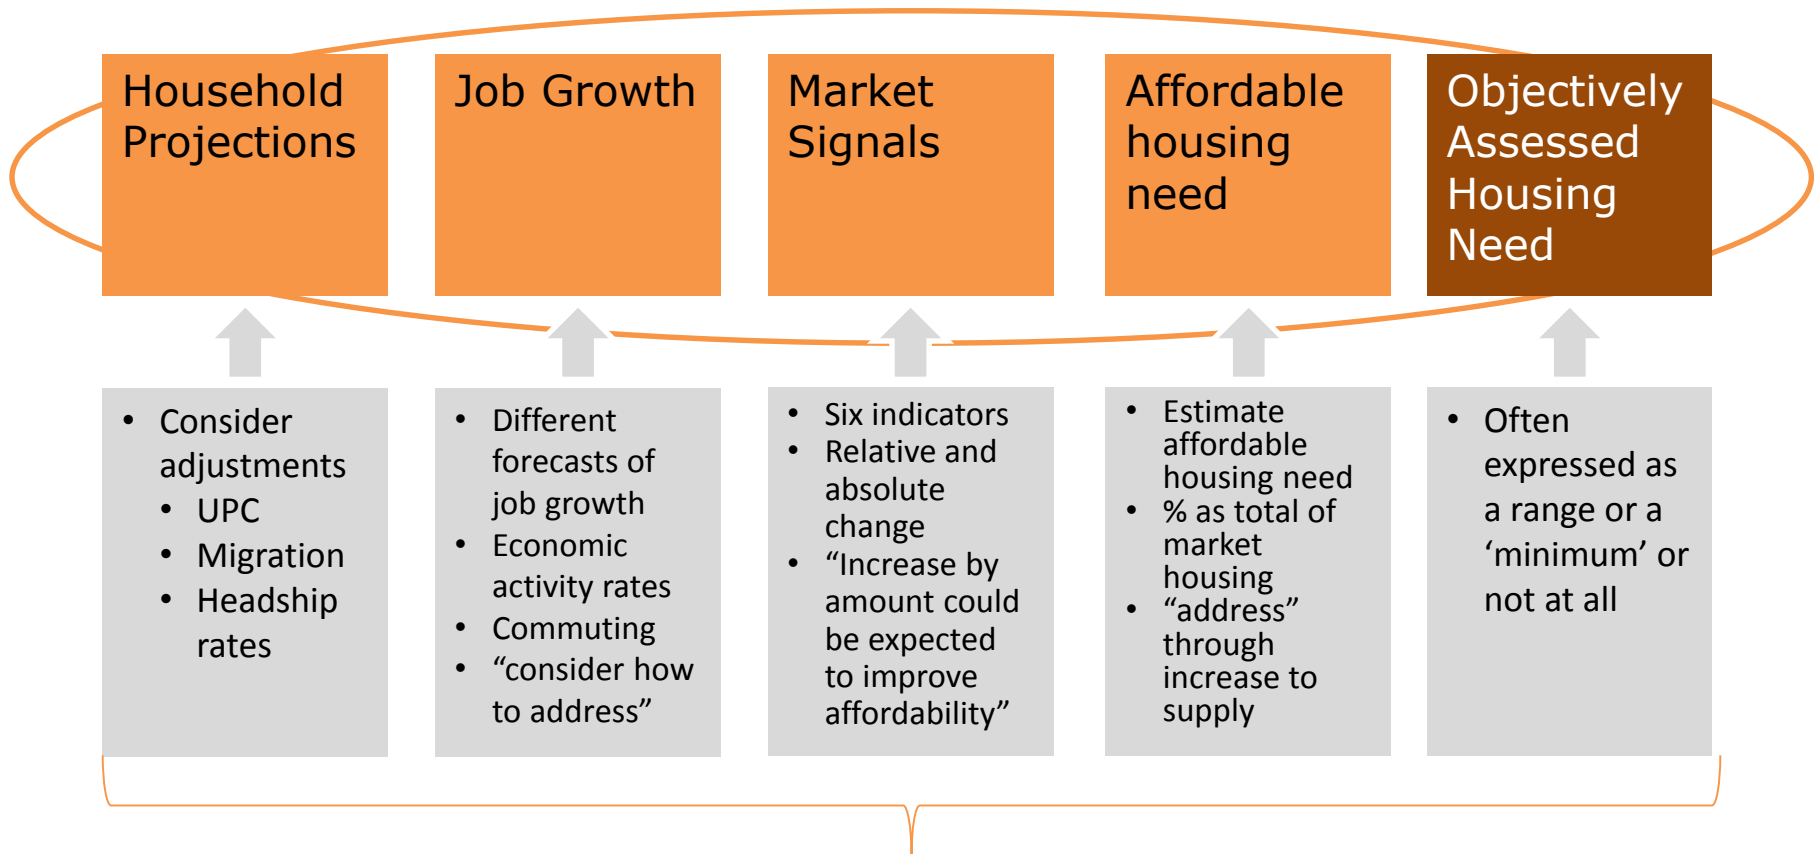 Household
Projections
Job Growth
Market
Signals
Affordable
housing
need
Objectively
Assessed
Housing
Need
• Consider
adjustments
• UPC
• Migration
• Headship
rates
• Different
forecasts of
job growth
• Economic
activity rates
• Commuting
• “consider how
to address”
• Six indicators
• Relative and
absolute
change
• “Increase by
amount could
be expected
to improve
affordability”
• Estimate
affordable
housing need
• % as total of
market
housing
• “address”
through
increase to
supply
• Often
expressed as
a range or a
‘minimum’ or
not at all